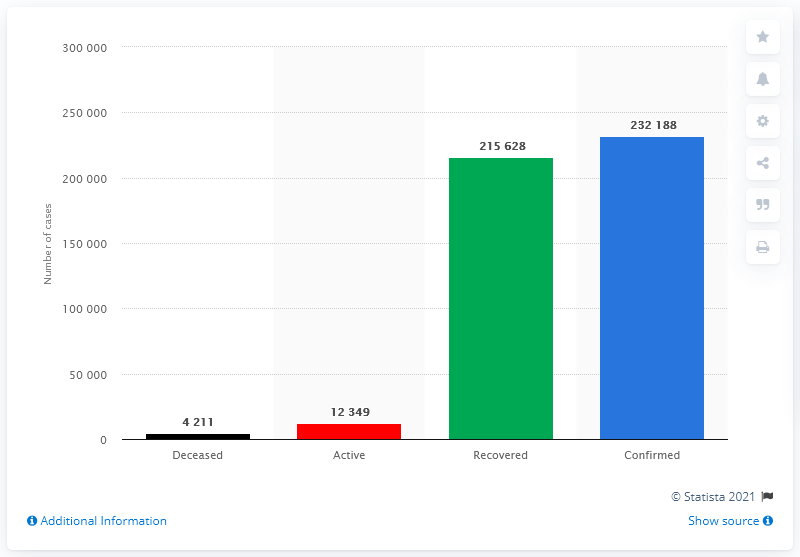 300 000
250 000
200 000
150 000
100 000
50 000
0
Number of cases
4 211
12 349
215 628
232 188
Deceased
Active
Recovered
Confirmed
© Statista 2021
Additional Information
Show source